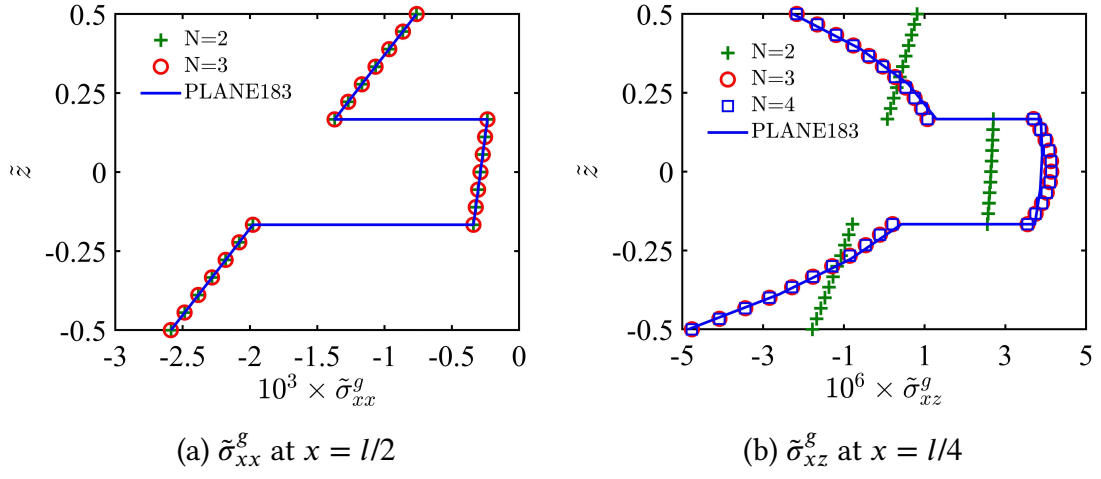 0.5
0.25
0
-0.25
-0.5
z̃
N=2
N=3
PLANE183
-3 -2.5 -2 -1.5 -1 -0.5 0
10³ × σ̃ᵍₓₓ
(a) σ̃ᵍₓₓ at x = l/2
0.5
0.25
0
-0.25
-0.5
z̃
N=2
N=3
N=4
PLANE183
-5 -3 -1 1 3 5
10⁶ × σ̃ᵍ_xz
(b) σ̃ᵍ_xz at x = l/4